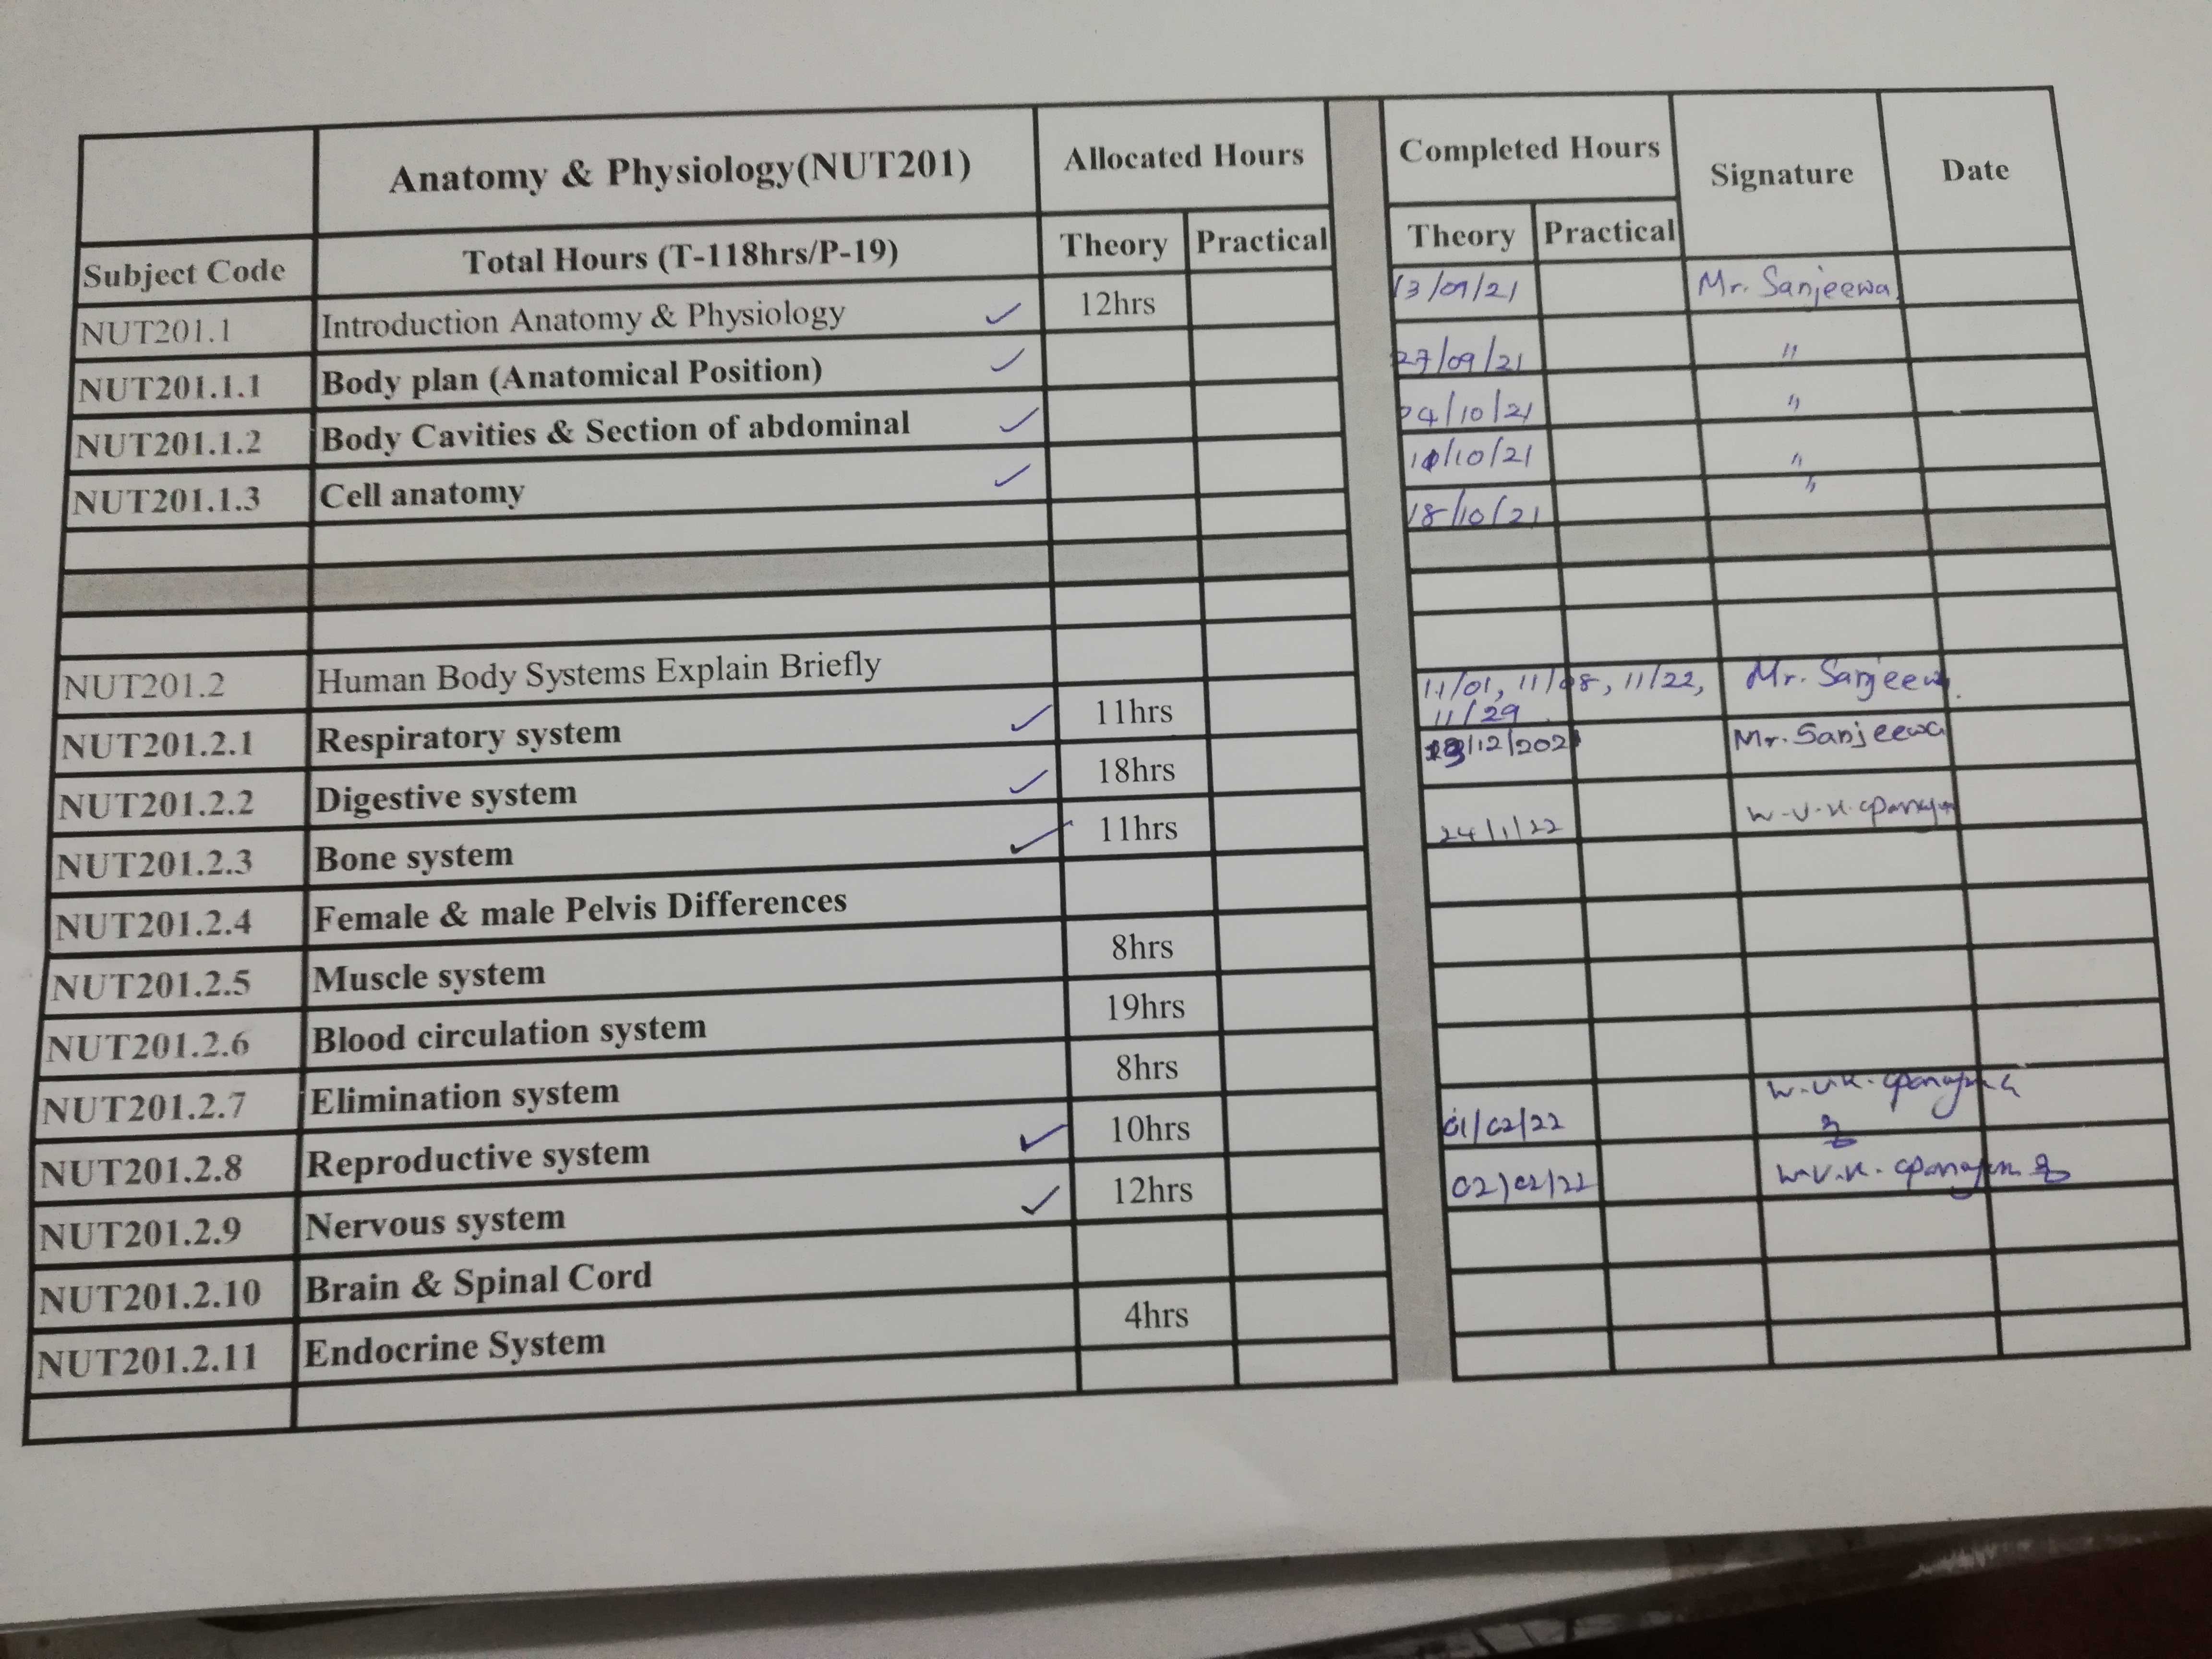 Anatomy & Physiology(NUT201) Allocated Hours Completed Hours Signature Date
Subject Code Total Hours (T-118hrs/P-19) Theory Practical Theory Practical
NUT201.1 Introduction Anatomy & Physiology ✓ 12hrs 13/09/21 Mr. Sanjeewa
NUT201.1.1 Body plan (Anatomical Position) ✓ 27/09/21 "
NUT201.1.2 Body Cavities & Section of abdominal ✓ 04/10/21 "
NUT201.1.3 Cell anatomy ✓ 10/21 "
18/10/21 "
NUT201.2 Human Body Systems Explain Briefly
NUT201.2.1 Respiratory system ✓ 11hrs 11/01, 11/08, 11/22, Mr. Sanjeewa
11/29
NUT201.2.2 Digestive system ✓ 18hrs /12/2021 Mr. Sanjeewa
NUT201.2.3 Bone system ✓ 11hrs 24/1/22 W.V.K.
NUT201.2.4 Female & male Pelvis Differences
NUT201.2.5 Muscle system 8hrs
NUT201.2.6 Blood circulation system 19hrs
NUT201.2.7 Elimination system 8hrs
NUT201.2.8 Reproductive system ✓ 10hrs 01/02/22 W.V.K.
NUT201.2.9 Nervous system ✓ 12hrs 02/02/22 W.V.K.
NUT201.2.10 Brain & Spinal Cord
NUT201.2.11 Endocrine System 4hrs